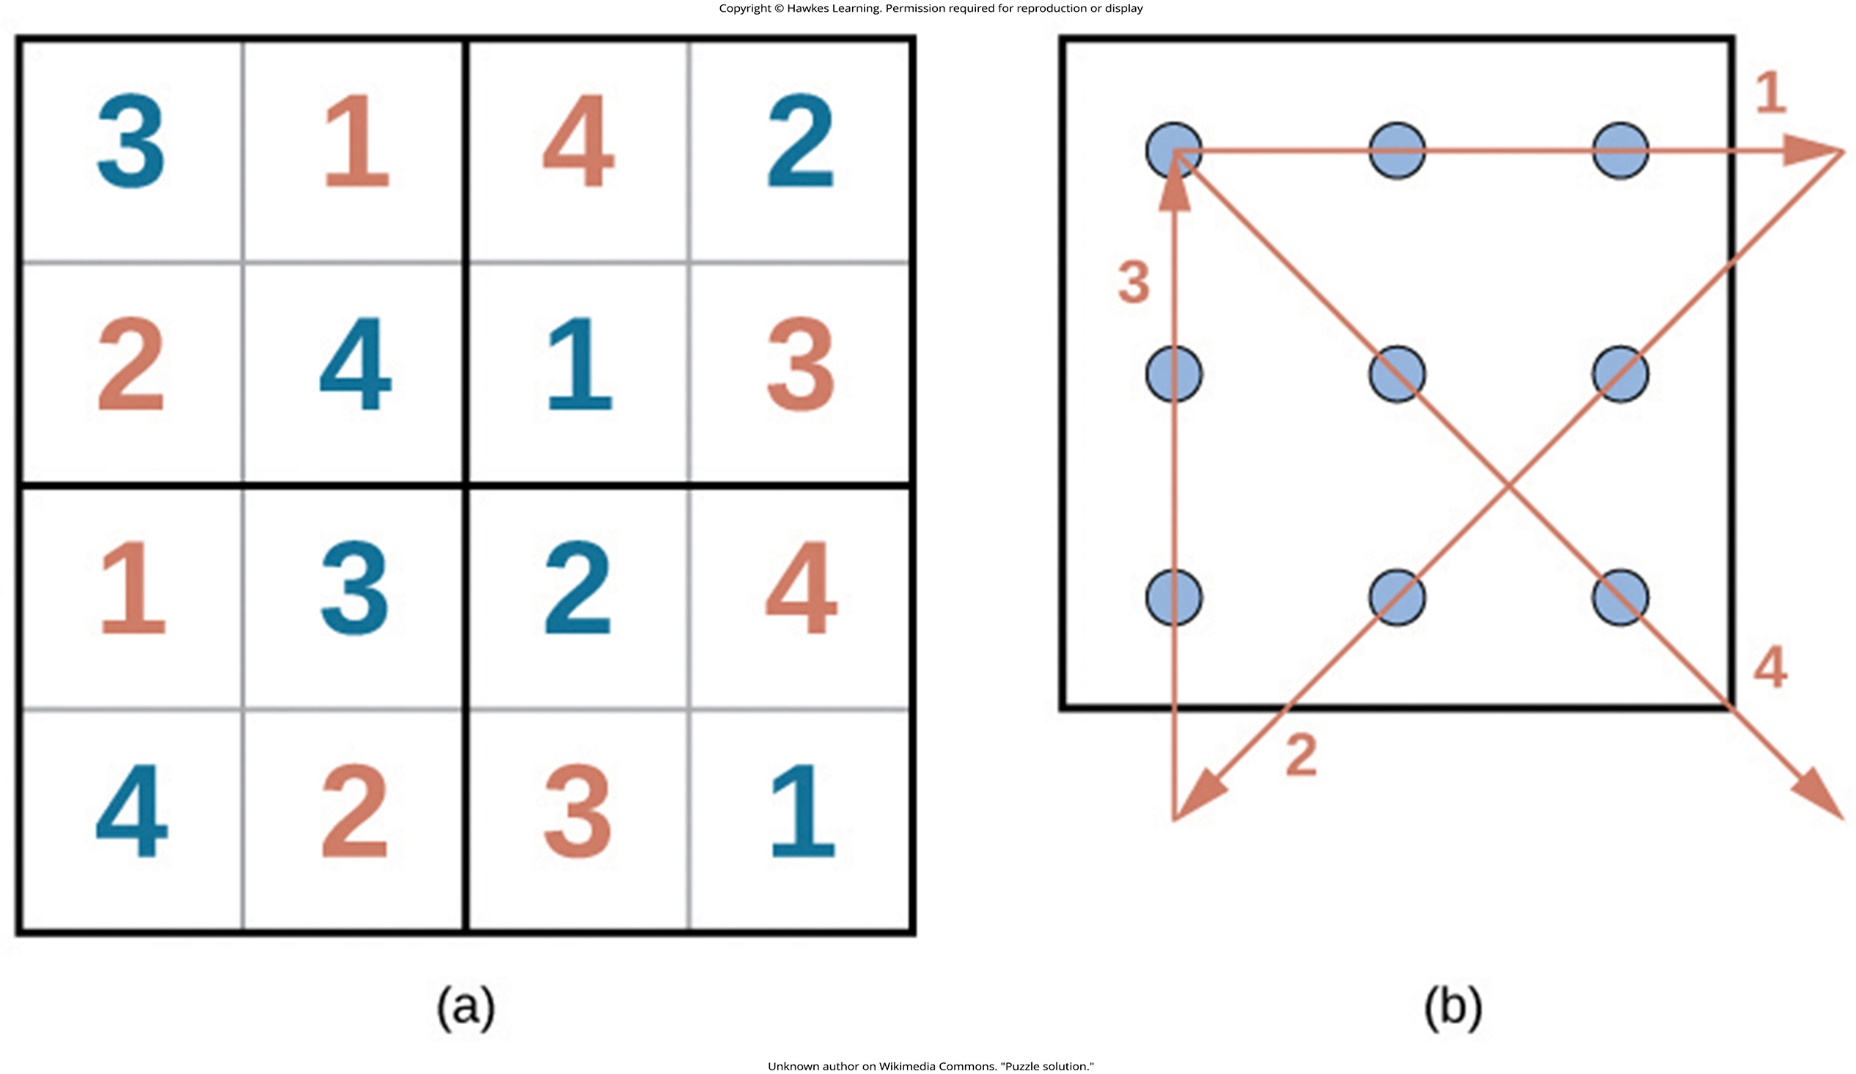 Copyright © Hawkes Learning. Permission required for reproduction or display
3 1 4 2
2 4 1 3
1 3 2 4
4 2 3 1
(a)
1
3
4
2
(b)
Unknown author on Wikimedia Commons. "Puzzle solution."